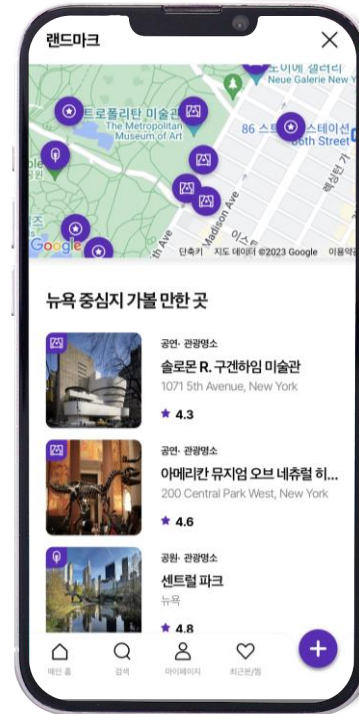 랜드마크
노이에 갤러리
Neue Galerie New Y
트로폴리탄 미술관
The Metropolitan
Museum of Art
86 스트
스테이션
86th Street
렉싱턴 가
Madison Ave
th Ave
Google
단축키 지도 데이터 ©2023 Google 이용약관
뉴욕 중심지 가볼 만한 곳
공연· 관광명소
솔로몬 R. 구겐하임 미술관
1071 5th Avenue, New York
4.3
공연· 관광명소
아메리칸 뮤지엄 오브 네츄럴 히...
200 Central Park West, New York
4.6
공원· 관광명소
센트럴 파크
뉴욕
4.8
메인 홈
검색
마이페이지
최근본/찜